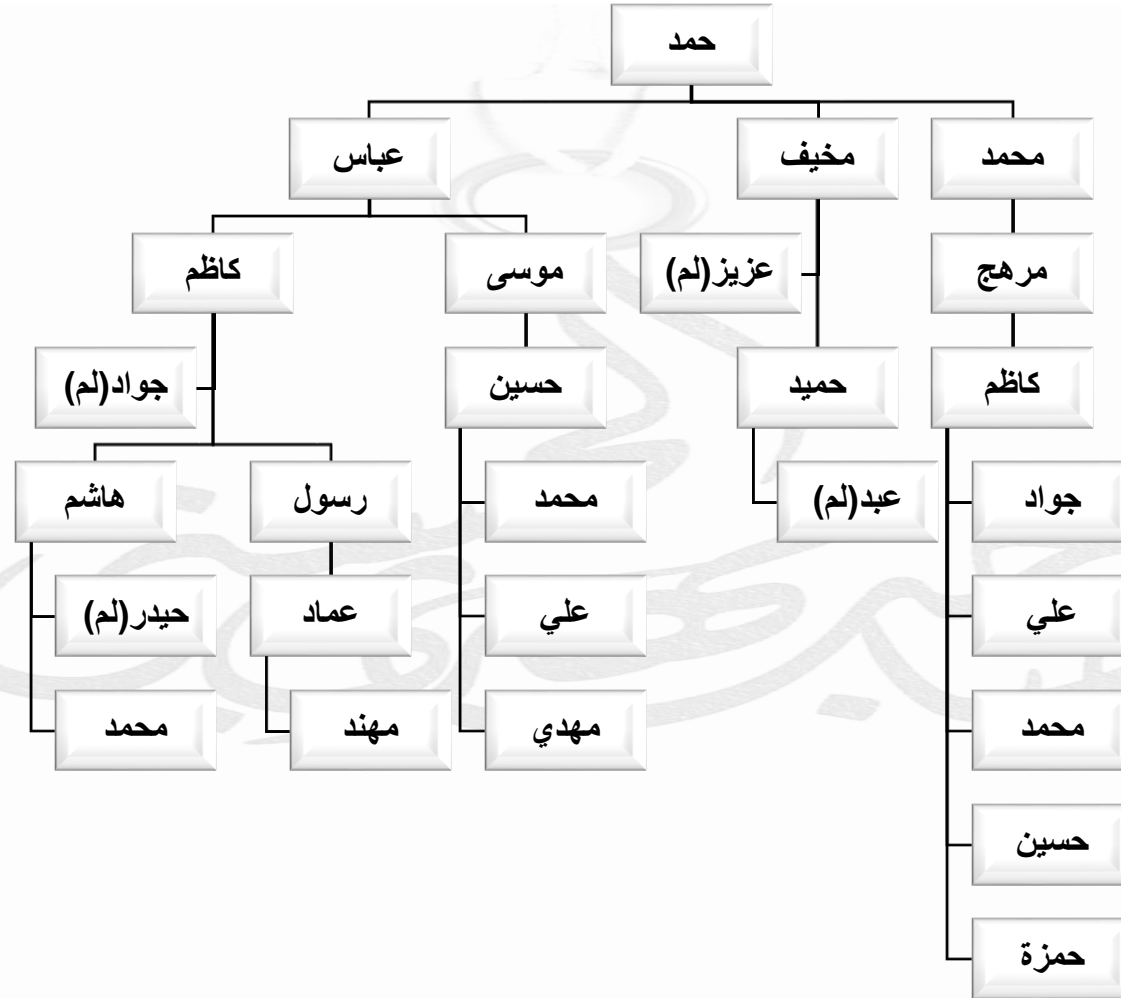 حمد
محمد
مخيف
عباس
مرهج
عزيز(لم)
موسى
كاظم
كاظم
حميد
حسين
جواد(لم)
جواد
عبد(لم)
محمد
رسول
هاشم
علي
علي
عماد
حيدر(لم)
محمد
مهدي
مهند
محمد
حسين
حمزة